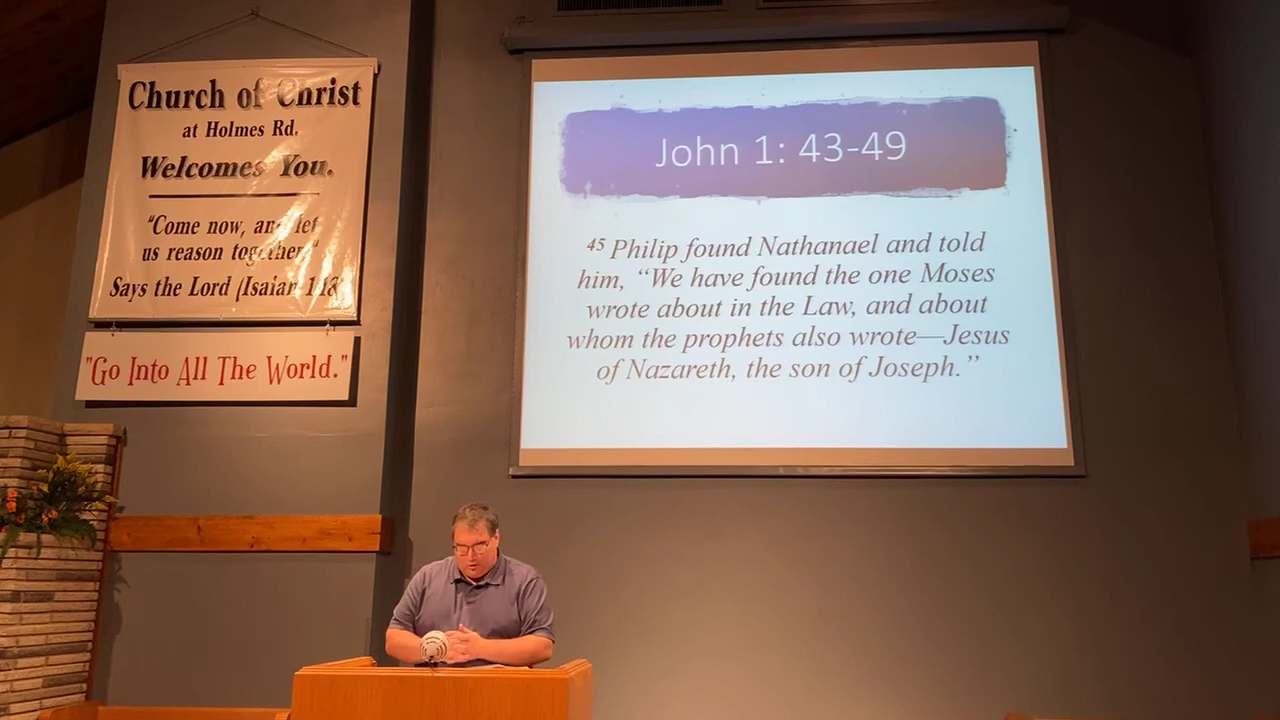 Church of Christ
at Holmes Rd.
Welcomes You.
"Come now, and let
us reason together,"
Says the Lord (Isaiah 1:18)
"Go Into All The World."
John 1: 43-49
45 Philip found Nathanael and told
him, “We have found the one Moses
wrote about in the Law, and about
whom the prophets also wrote—Jesus
of Nazareth, the son of Joseph.”